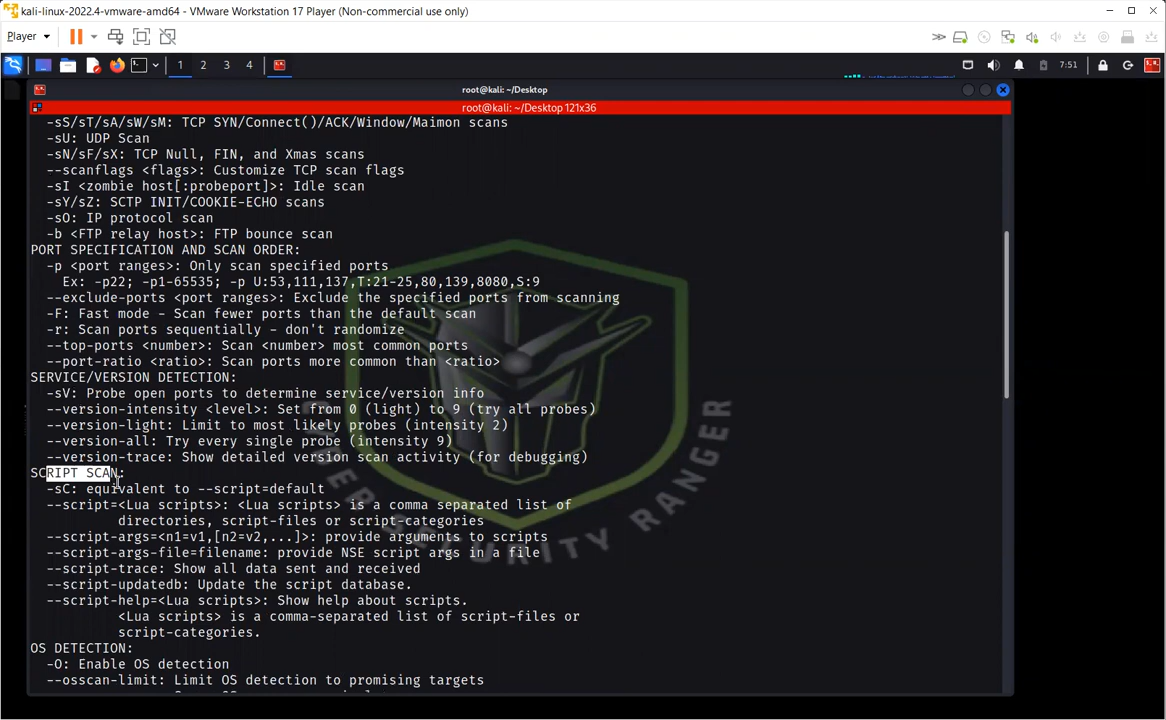 kali-linux-2022.4-vmware-amd64 - VMware Workstation 17 Player (Non-commercial use only)
Player
1 2 3 4
7:51
root@kali: ~/Desktop
root@kali: ~/Desktop 121x36
-sS/sT/sA/sW/sM: TCP SYN/Connect()/ACK/Window/Maimon scans
-sU: UDP Scan
-sN/sF/sX: TCP Null, FIN, and Xmas scans
--scanflags <flags>: Customize TCP scan flags
-sI <zombie host[:probeport]>: Idle scan
-sY/sZ: SCTP INIT/COOKIE-ECHO scans
-sO: IP protocol scan
-b <FTP relay host>: FTP bounce scan
PORT SPECIFICATION AND SCAN ORDER:
-p <port ranges>: Only scan specified ports
Ex: -p22; -p1-65535; -p U:53,111,137,T:21-25,80,139,8080,S:9
--exclude-ports <port ranges>: Exclude the specified ports from scanning
-F: Fast mode - Scan fewer ports than the default scan
-r: Scan ports sequentially - don't randomize
--top-ports <number>: Scan <number> most common ports
--port-ratio <ratio>: Scan ports more common than <ratio>
SERVICE/VERSION DETECTION:
-sV: Probe open ports to determine service/version info
--version-intensity <level>: Set from 0 (light) to 9 (try all probes)
--version-light: Limit to most likely probes (intensity 2)
--version-all: Try every single probe (intensity 9)
--version-trace: Show detailed version scan activity (for debugging)
SCRIPT SCAN:
-sC: equivalent to --script=default
--script=<Lua scripts>: <Lua scripts> is a comma separated list of
directories, script-files or script-categories
--script-args=<n1=v1,[n2=v2,...]>: provide arguments to scripts
--script-args-file=filename: provide NSE script args in a file
--script-trace: Show all data sent and received
--script-updatedb: Update the script database.
--script-help=<Lua scripts>: Show help about scripts.
<Lua scripts> is a comma-separated list of script-files or
script-categories.
OS DETECTION:
-O: Enable OS detection
--osscan-limit: Limit OS detection to promising targets
CYBER SECURITY RANGER